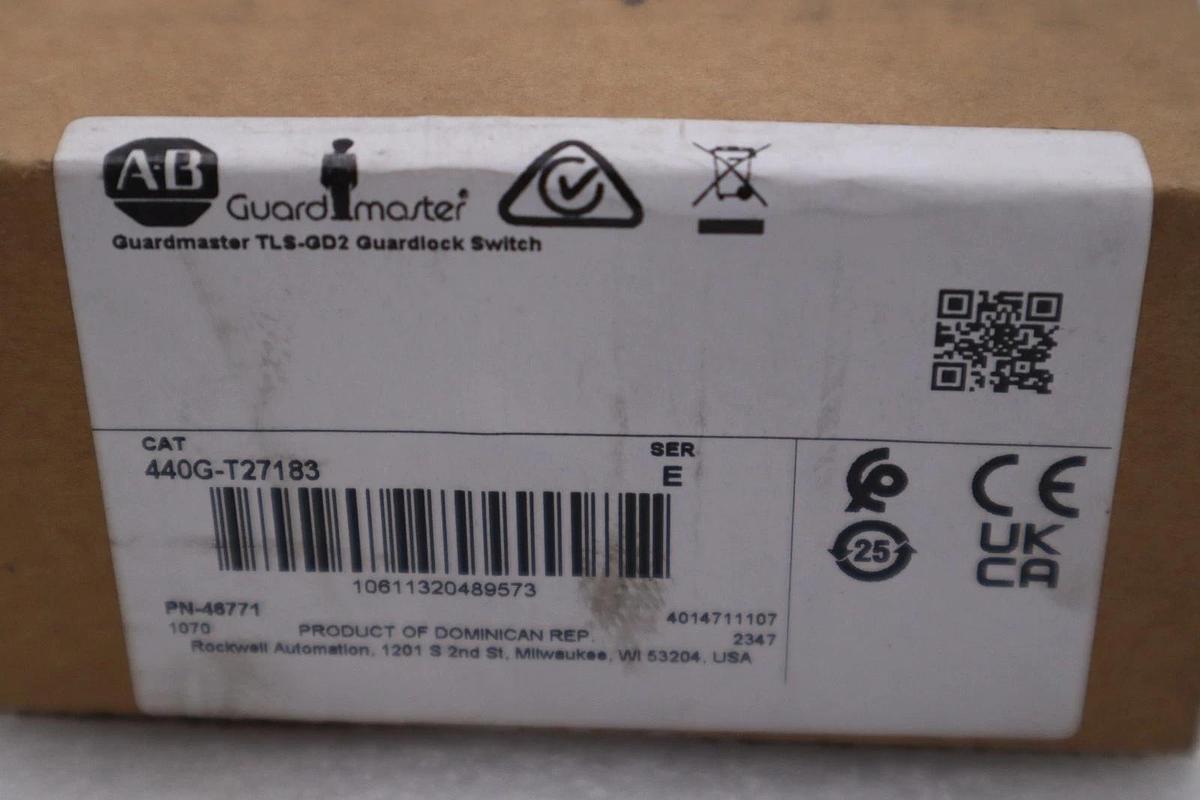 A-B
Guardmaster
Guardmaster TLS-GD2 Guardlock Switch
CAT
440G-T27183
SER
E
10611320489573
PN-46771
4014711107
1070
PRODUCT OF DOMINICAN REP.
2347
Rockwell Automation, 1201 S 2nd St, Milwaukee, WI 53204, USA
25
CE
UK
CA